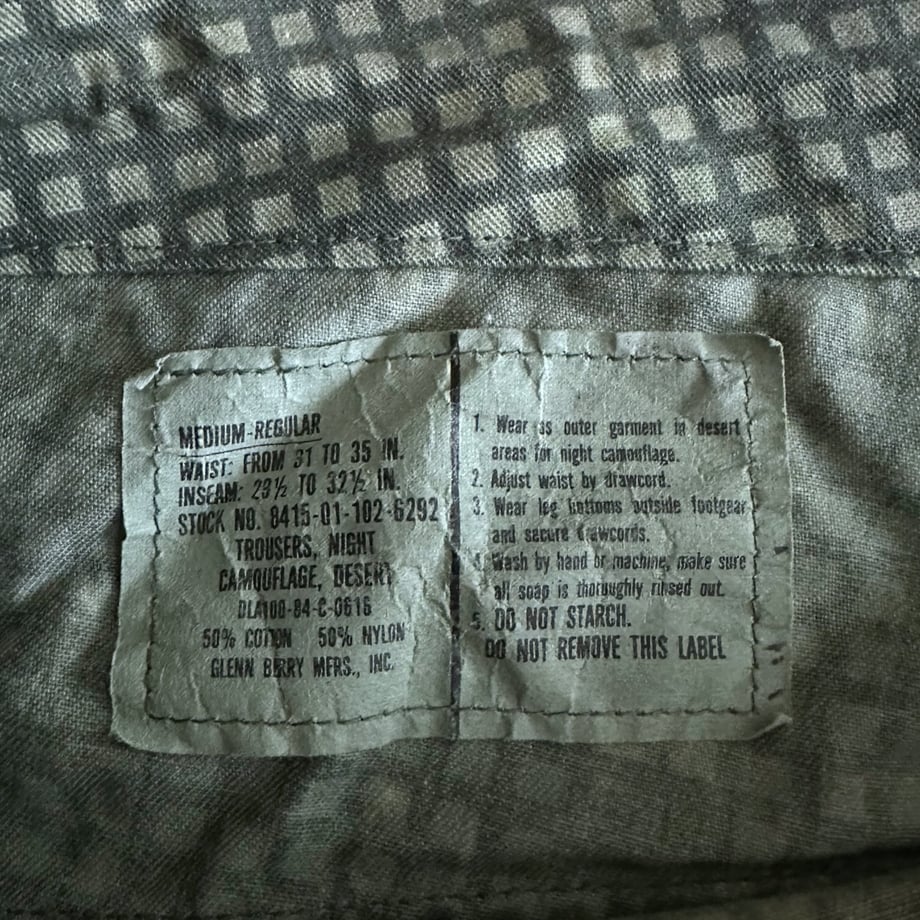 MEDIUM-REGULAR
WAIST: FROM 31 TO 35 IN.
INSEAM: 29½ TO 32½ IN.
STOCK NO. 8415-01-102-6292
TROUSERS, NIGHT
CAMOUFLAGE, DESERT
DLA100-84-C-0616
50% COTTON 50% NYLON
GLENN BERRY MFRS., INC.
1. Wear as outer garment in desert
areas for night camouflage.
2. Adjust waist by drawcord.
3. Wear leg bottoms outside footgear
and secure drawcords.
4. Wash by hand or machine, make sure
all soap is thoroughly rinsed out.
5. DO NOT STARCH.
DO NOT REMOVE THIS LABEL